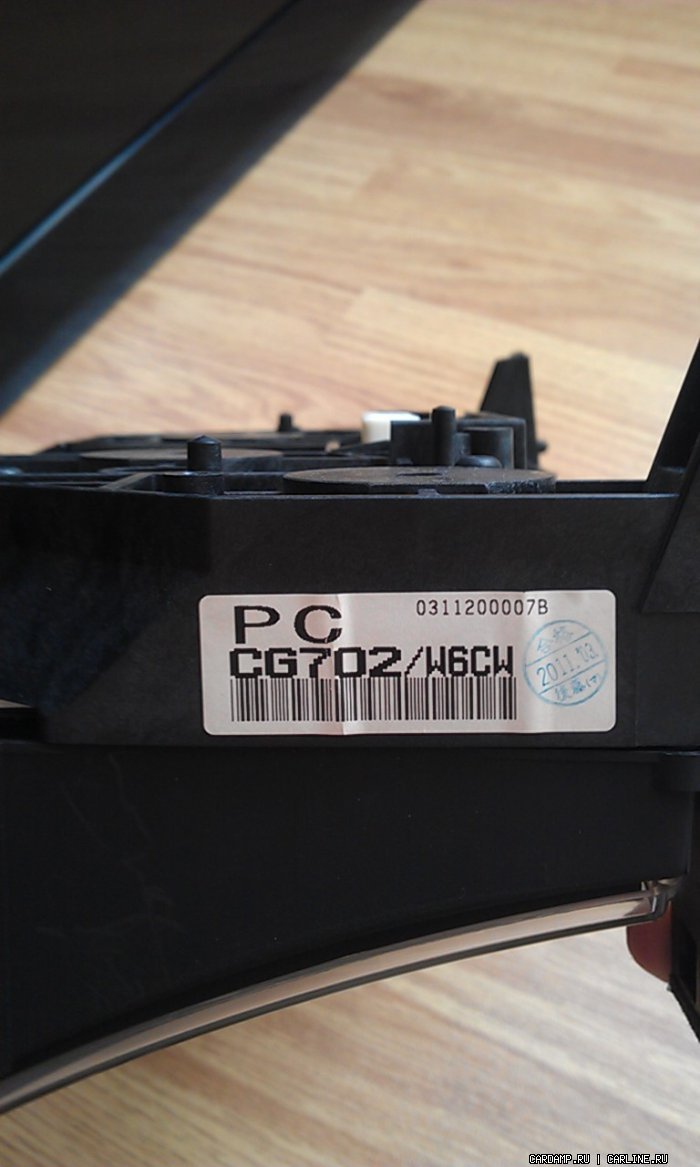 0311200007B
PC
CG702/W6CW
合格
2011.'03
CARDAMP.RU | CARLINE.RU